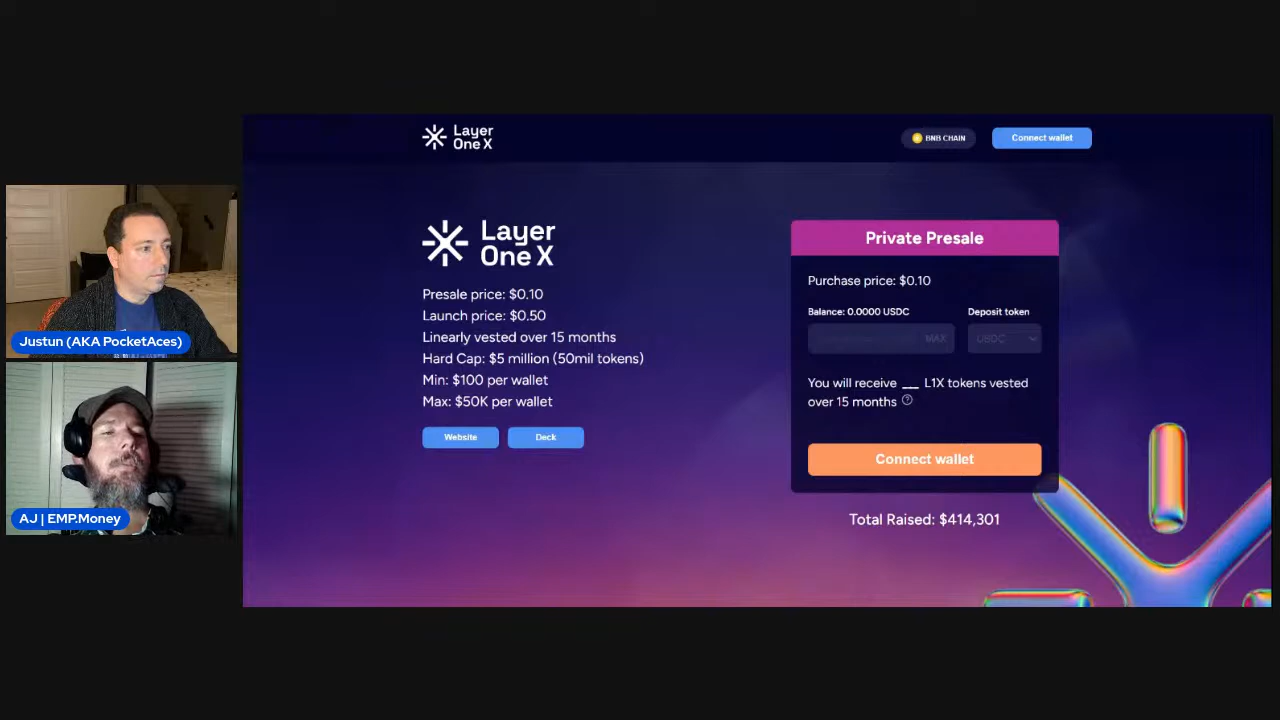 Layer
One X
BNB CHAIN
Connect wallet
Layer
One X
Presale price: $0.10
Launch price: $0.50
Linearly vested over 15 months
Hard Cap: $5 million (50mil tokens)
Min: $100 per wallet
Max: $50K per wallet
Website
Deck
Private Presale
Purchase price: $0.10
Balance: 0.0000 USDC
Deposit token
MAX
USDC
You will receive ___ L1X tokens vested
over 15 months ?
Connect wallet
Total Raised: $414,301
Justun (AKA PocketAces)
AJ | EMP.Money